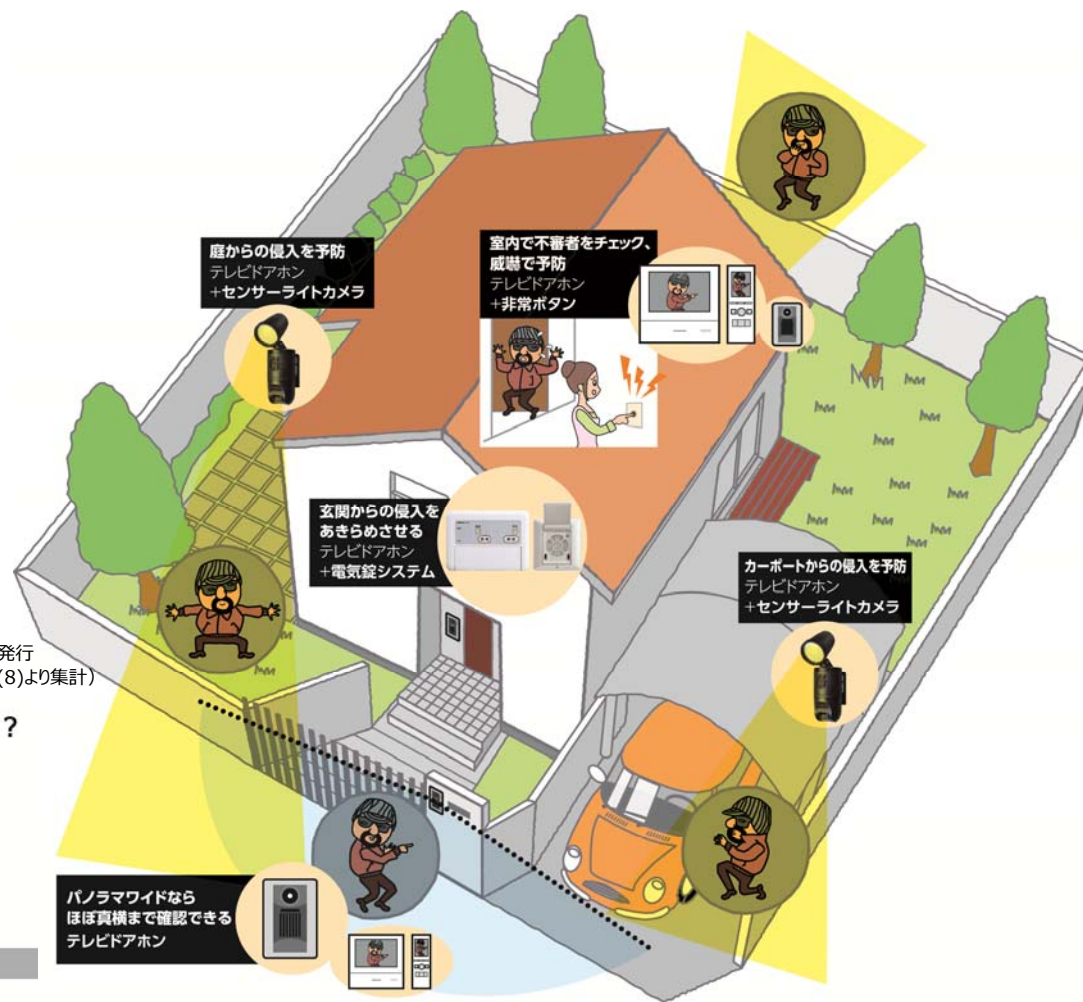 庭からの侵入を予防
テレビドアホン
+センサーライトカメラ
室内で不審者をチェック、
威嚇で予防
テレビドアホン
+非常ボタン
玄関からの侵入を
あきらめさせる
テレビドアホン
+電気錠システム
カーポートからの侵入を予防
テレビドアホン
+センサーライトカメラ
発行
(8)より集計）
?
パノラマワイドなら
ほぼ真横まで確認できる
テレビドアホン